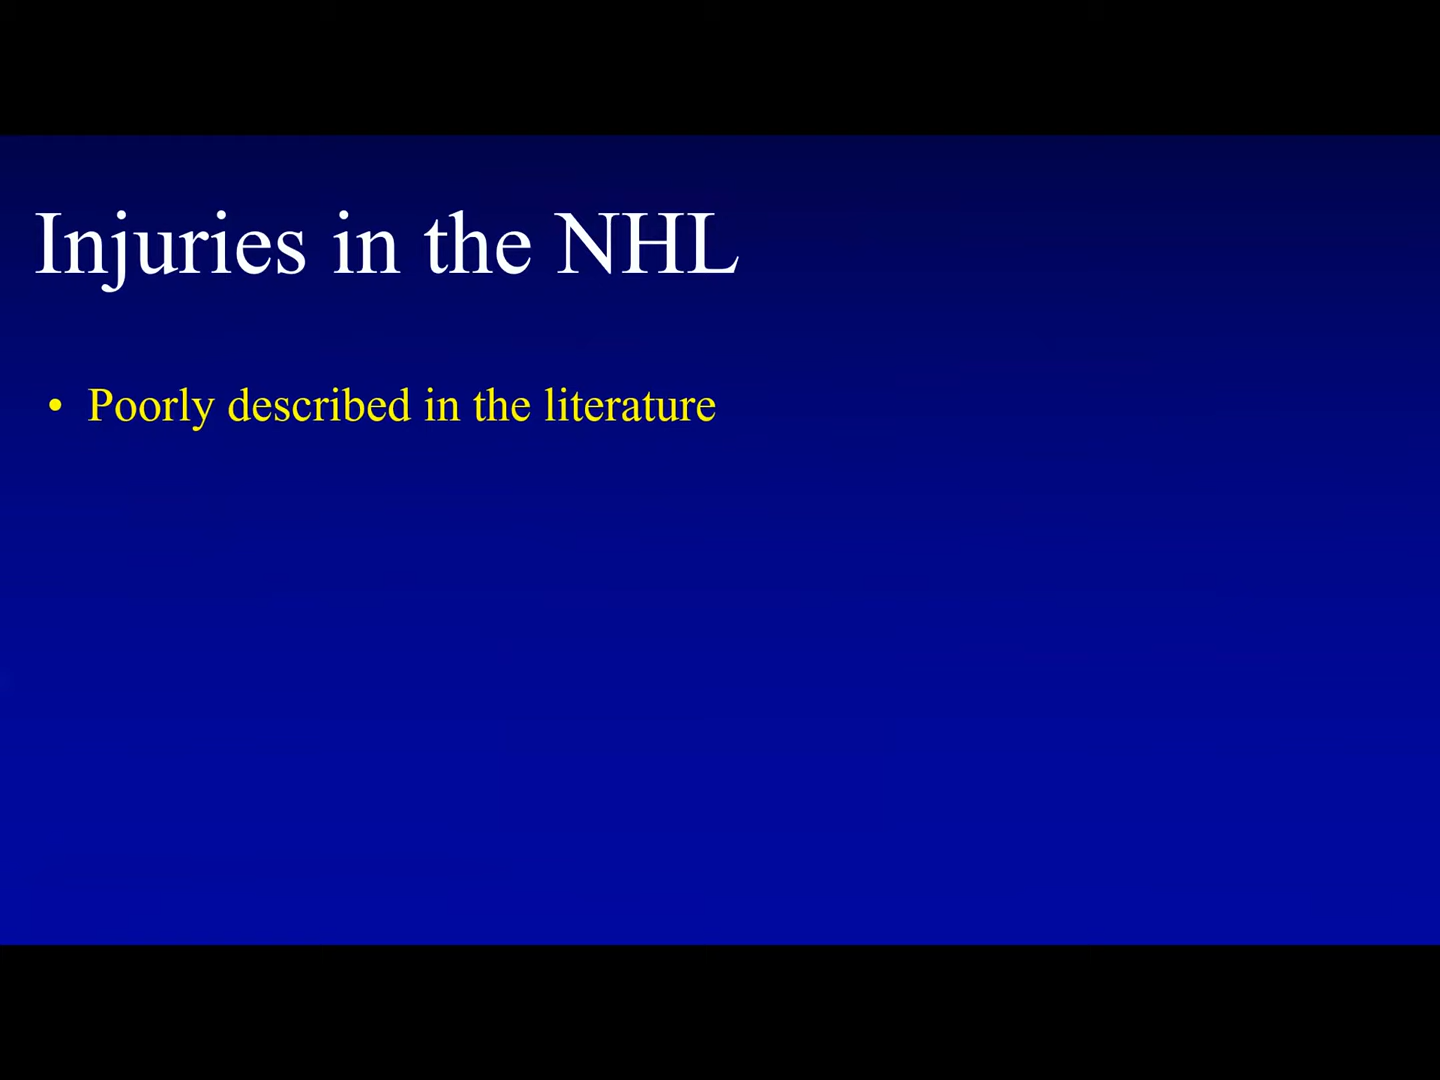 Injuries in the NHL
• Poorly described in the literature